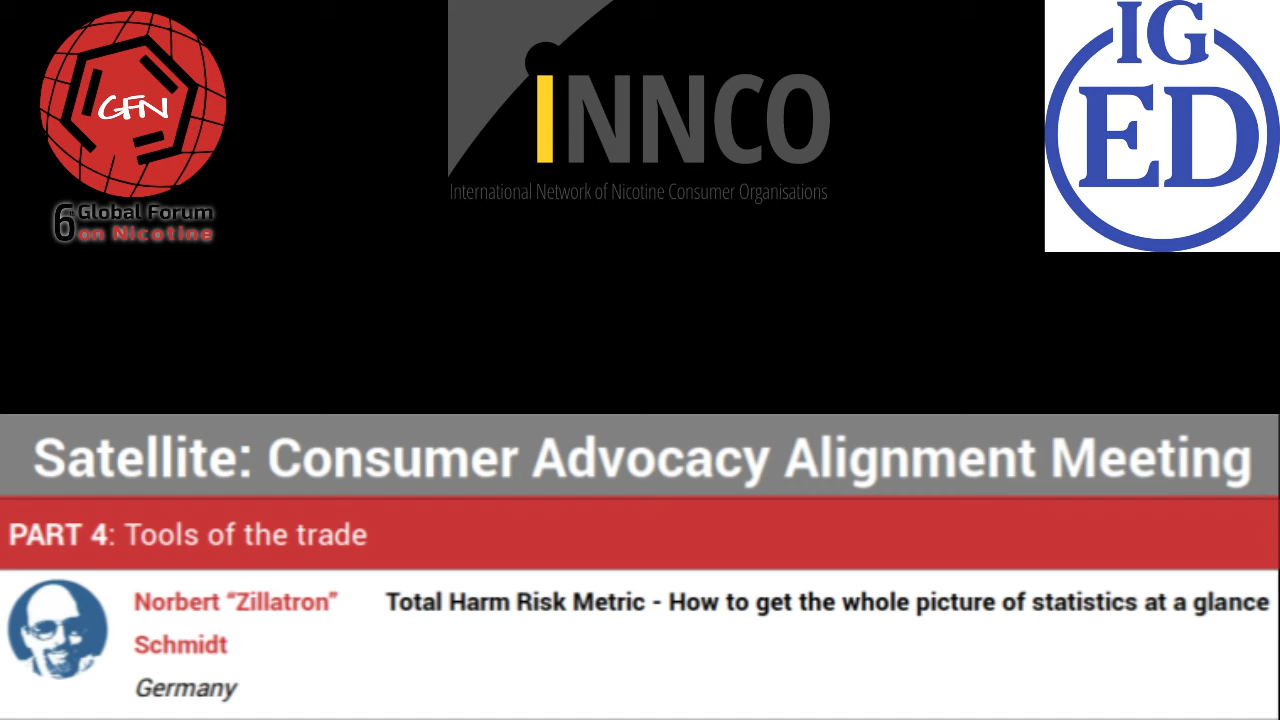 GFN
6th Global Forum
on Nicotine
iNNCO
International Network of Nicotine Consumer Organisations
IG
ED
Satellite: Consumer Advocacy Alignment Meeting
PART 4: Tools of the trade
Norbert “Zillatron” Total Harm Risk Metric - How to get the whole picture of statistics at a glance
Schmidt
Germany